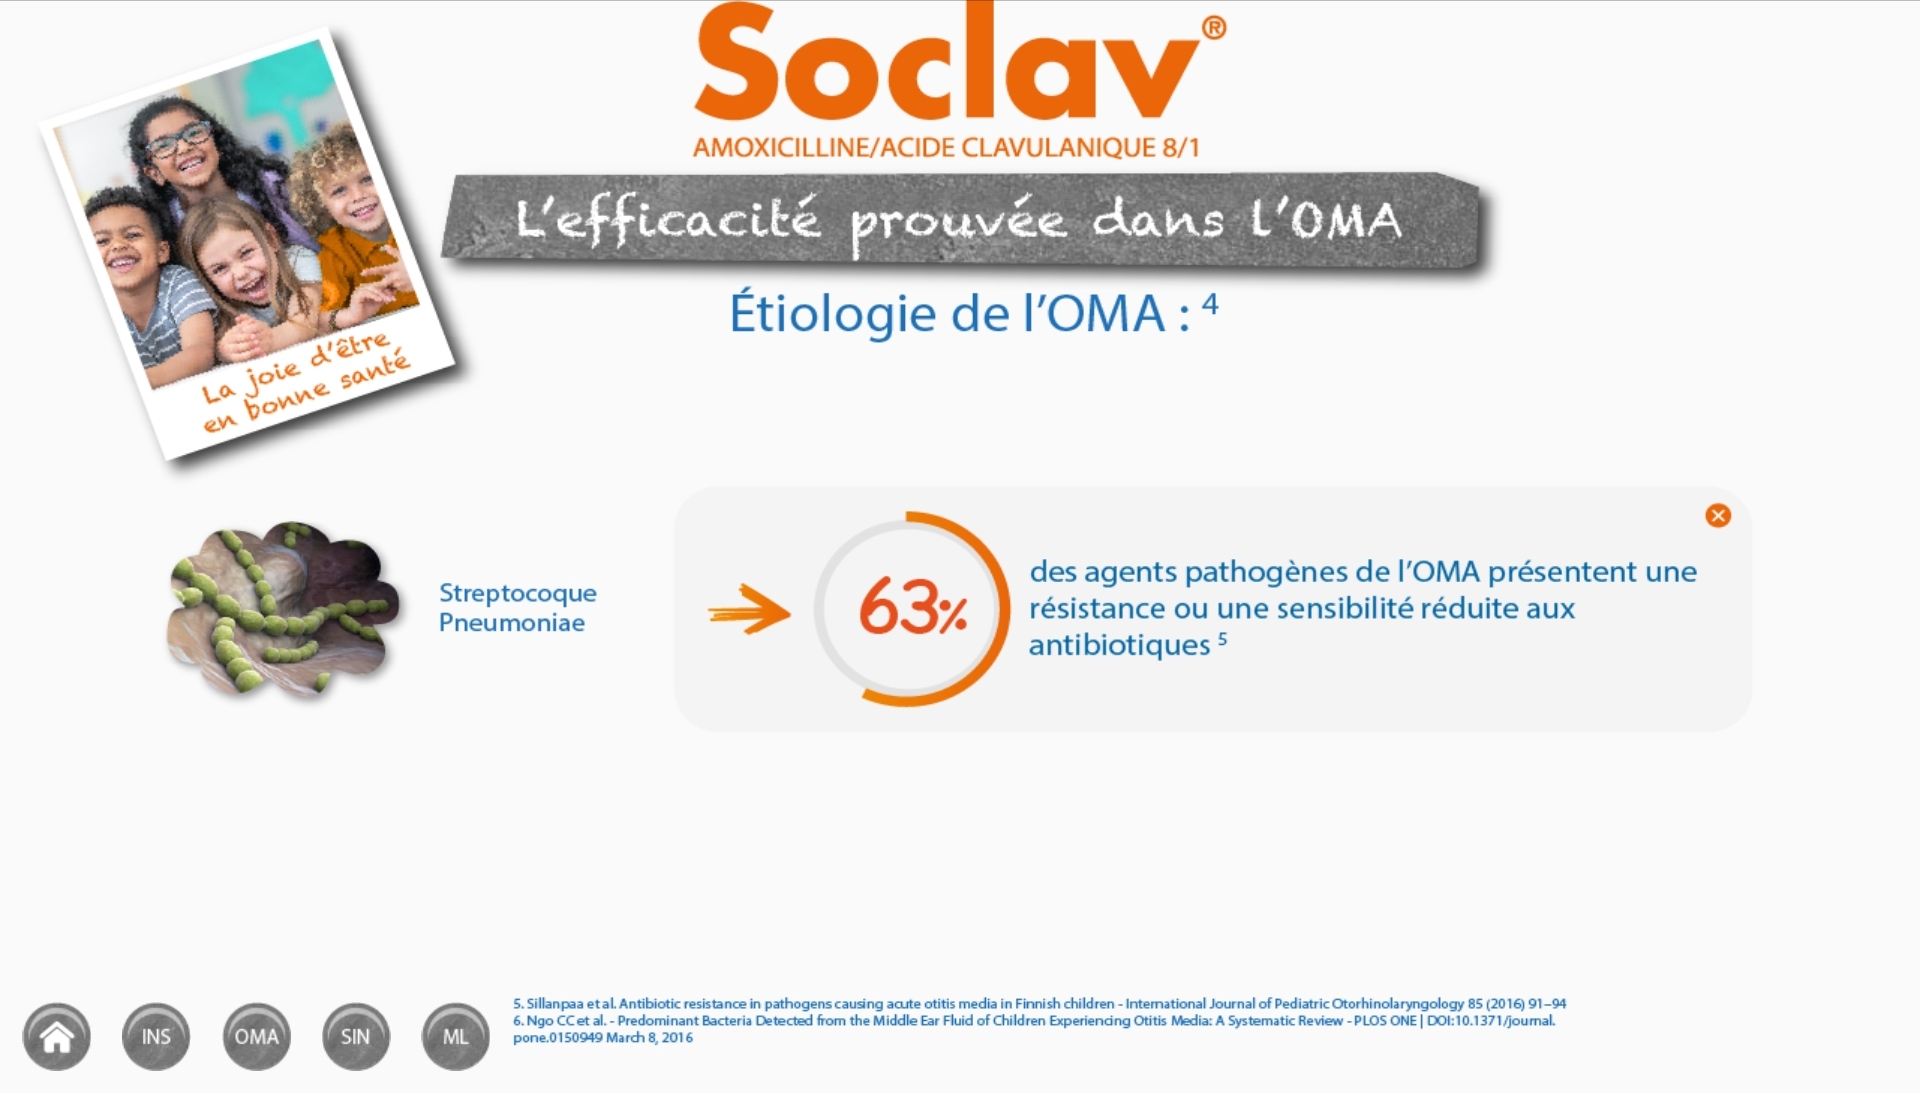 Soclav®
AMOXICILLINE/ACIDE CLAVULANIQUE 8/1
L'efficacité prouvée dans l'OMA
Étiologie de l'OMA : 4
La joie d'être
en bonne santé
Streptocoque
Pneumoniae
63%
des agents pathogènes de l'OMA présentent une
résistance ou une sensibilité réduite aux
antibiotiques 5
5. Sillanpaa et al. Antibiotic resistance in pathogens causing acute otitis media in Finnish children - International Journal of Pediatric Otorhinolaryngology 85 (2016) 91–94
6. Ngo CC et al. - Predominant Bacteria Detected from the Middle Ear Fluid of Children Experiencing Otitis Media: A Systematic Review - PLOS ONE | DOI:10.1371/journal.
pone.0150949 March 8, 2016
INS
OMA
SIN
ML